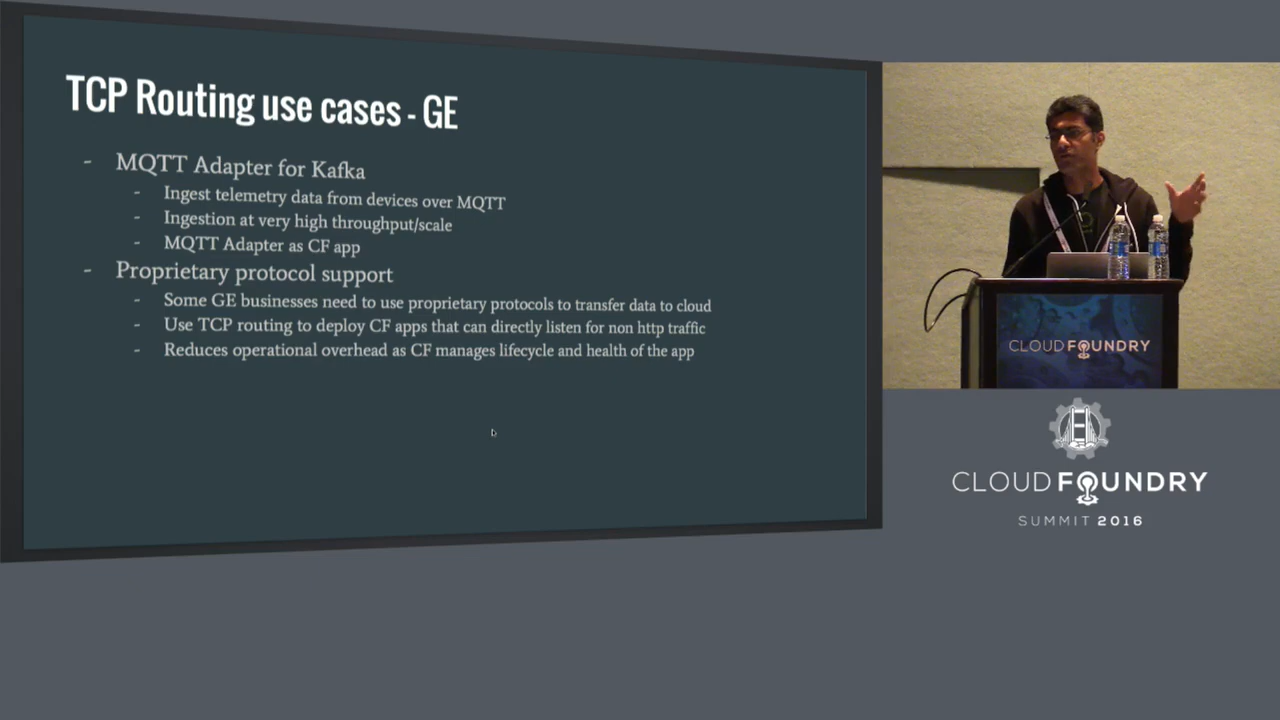 TCP Routing use cases - GE
- MQTT Adapter for Kafka
- Ingest telemetry data from devices over MQTT
- Ingestion at very high throughput/scale
- MQTT Adapter as CF app
- Proprietary protocol support
- Some GE businesses need to use proprietary protocols to transfer data to cloud
- Use TCP routing to deploy CF apps that can directly listen for non http traffic
- Reduces operational overhead as CF manages lifecycle and health of the app
CLOUD FOUNDRY
CLOUD FOUNDRY
SUMMIT 2016